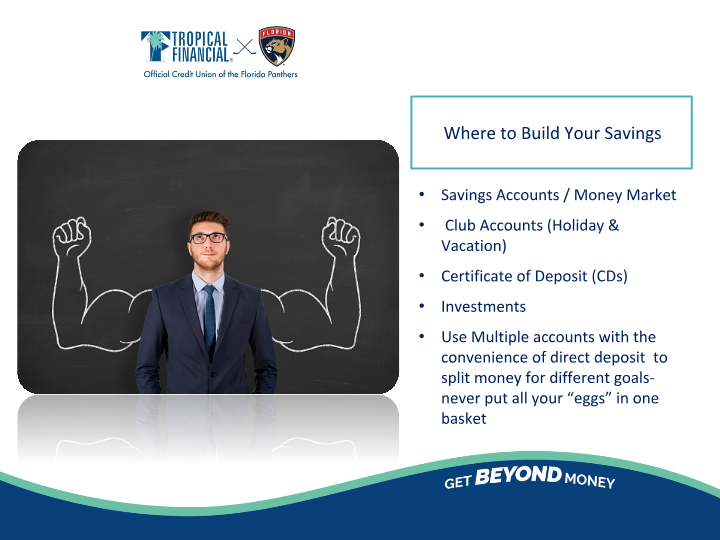 TROPICAL
FINANCIAL®
FLORIDA
Official Credit Union of the Florida Panthers
Where to Build Your Savings
• Savings Accounts / Money Market
• Club Accounts (Holiday &
Vacation)
• Certificate of Deposit (CDs)
• Investments
• Use Multiple accounts with the
convenience of direct deposit to
split money for different goals-
never put all your “eggs” in one
basket
GET BEYOND MONEY